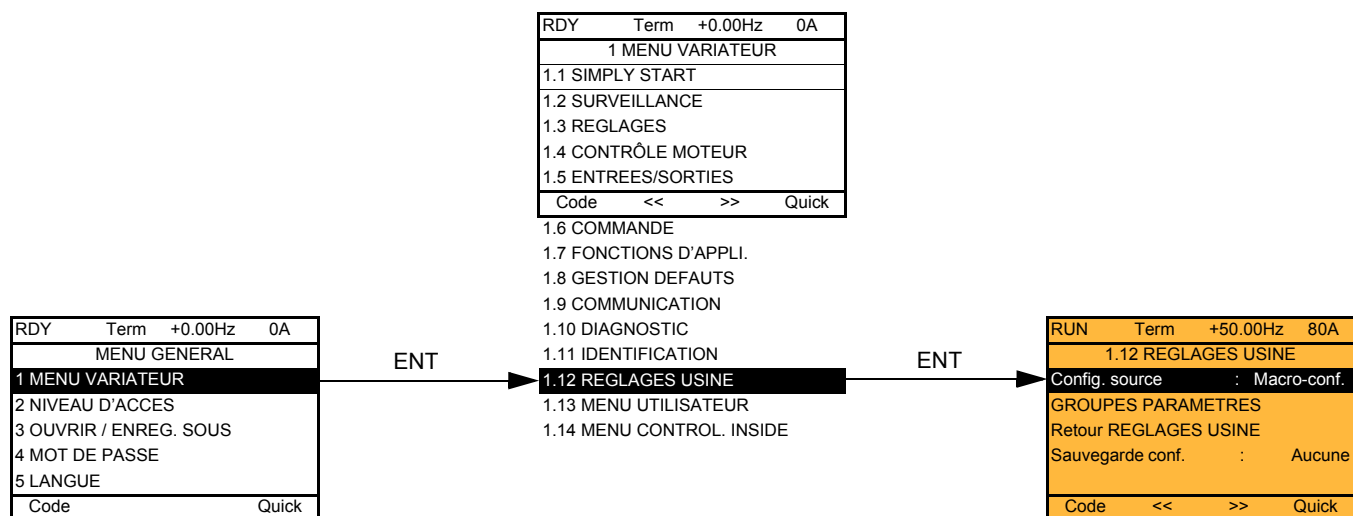 RDY Term +0.00Hz 0A
1 MENU VARIATEUR
1.1 SIMPLY START
1.2 SURVEILLANCE
1.3 REGLAGES
1.4 CONTRÔLE MOTEUR
1.5 ENTREES/SORTIES
Code << >> Quick
1.6 COMMANDE
1.7 FONCTIONS D'APPLI.
1.8 GESTION DEFAUTS
1.9 COMMUNICATION
1.10 DIAGNOSTIC
1.11 IDENTIFICATION
1.12 REGLAGES USINE
1.13 MENU UTILISATEUR
1.14 MENU CONTROL. INSIDE
RDY Term +0.00Hz 0A
MENU GENERAL
1 MENU VARIATEUR
2 NIVEAU D'ACCES
3 OUVRIR / ENREG. SOUS
4 MOT DE PASSE
5 LANGUE
Code Quick
ENT
ENT
RUN Term +50.00Hz 80A
1.12 REGLAGES USINE
Config. source : Macro-conf.
GROUPES PARAMETRES
Retour REGLAGES USINE
Sauvegarde conf. : Aucune
Code << >> Quick